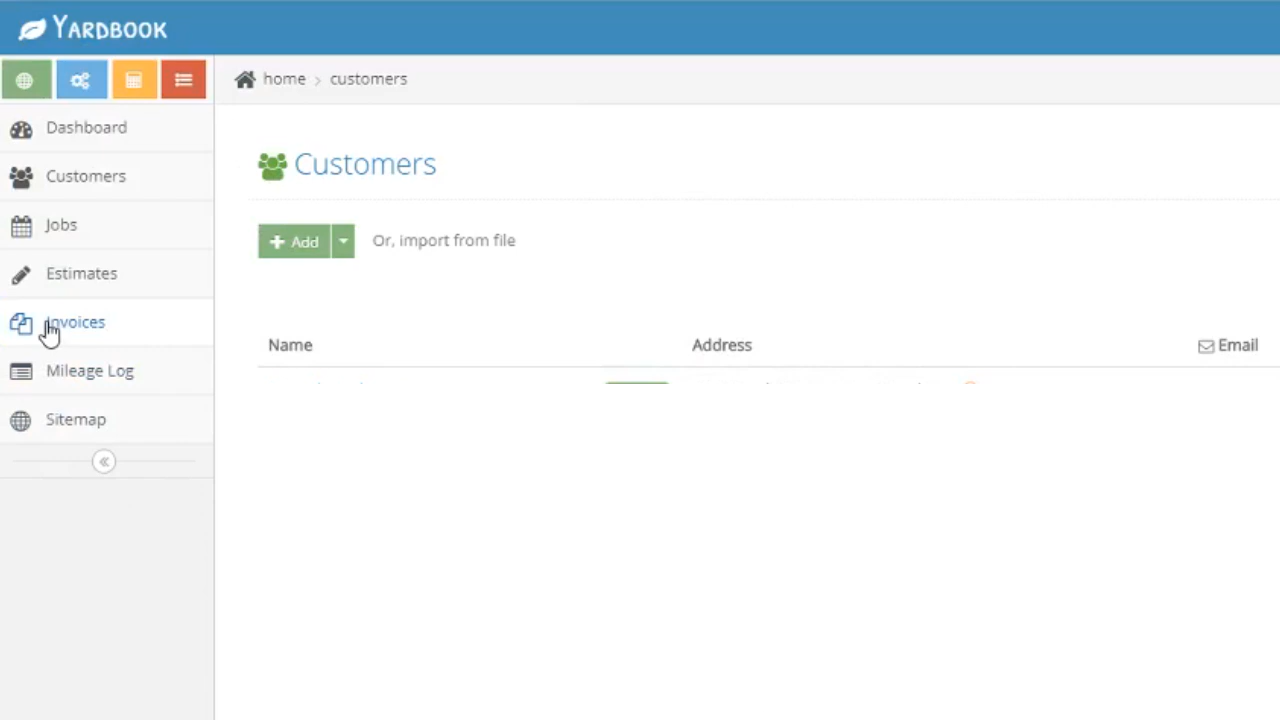 YARDBOOK
home > customers
Dashboard
Customers
Jobs
Estimates
Invoices
Mileage Log
Sitemap
Customers
Add
Or, import from file
Name Address Email